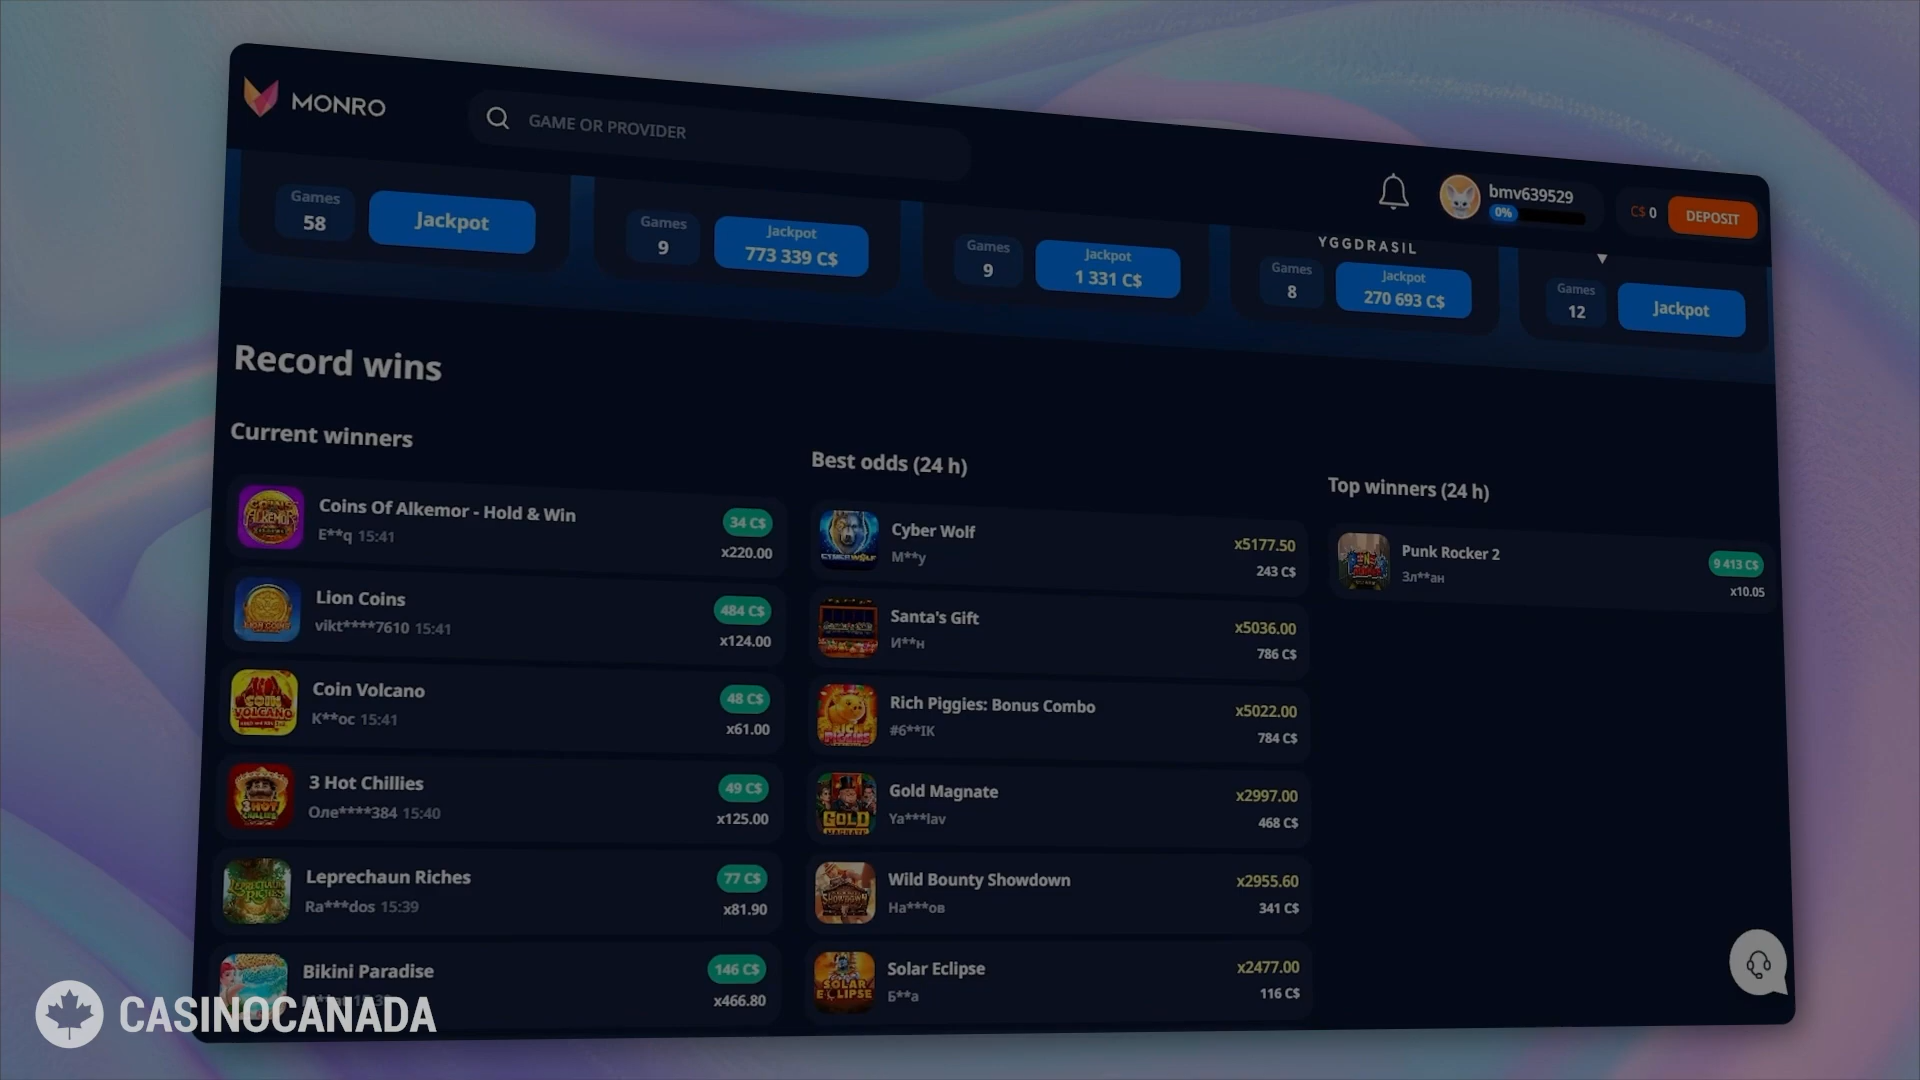 MONRO
GAME OR PROVIDER
bmv639529
0%
C$ 0
DEPOSIT
Games
58
Jackpot
Games
9
Jackpot
773 339 C$
Games
9
Jackpot
1 331 C$
YGGDRASIL
Games
8
Jackpot
270 693 C$
Games
12
Jackpot
Record wins
Current winners
Coins Of Alkemor - Hold & Win
E**q 15:41
34 C$
x220.00
Lion Coins
vikt****7610 15:41
484 C$
x124.00
Coin Volcano
К**ос 15:41
48 C$
x61.00
3 Hot Chillies
Оле****384 15:40
49 C$
x125.00
Leprechaun Riches
Ra***dos 15:39
77 C$
x81.90
Bikini Paradise
146 C$
x466.80
Best odds (24 h)
Cyber Wolf
M**y
x5177.50
243 C$
Santa's Gift
И**н
x5036.00
786 C$
Rich Piggies: Bonus Combo
#6**IK
x5022.00
784 C$
Gold Magnate
Ya***lav
x2997.00
468 C$
Wild Bounty Showdown
На***ов
x2955.60
341 C$
Solar Eclipse
Б**а
x2477.00
116 C$
Top winners (24 h)
Punk Rocker 2
Зл**ан
9 413 C$
x10.05
CASINOCANADA